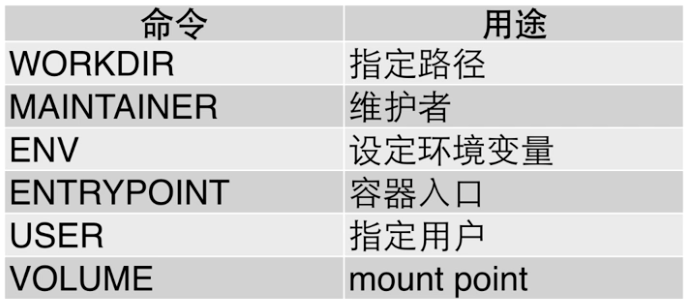 命令 用途
WORKDIR 指定路径
MAINTAINER 维护者
ENV 设定环境变量
ENTRYPOINT 容器入口
USER 指定用户
VOLUME mount point